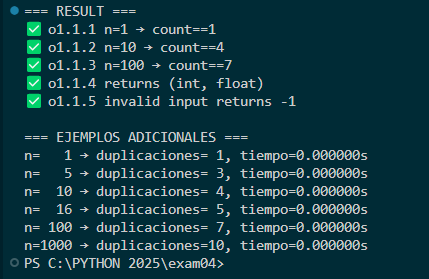 === RESULT ===
✅ o1.1.1 n=1 → count==1
✅ o1.1.2 n=10 → count==4
✅ o1.1.3 n=100 → count==7
✅ o1.1.4 returns (int, float)
✅ o1.1.5 invalid input returns -1

=== EJEMPLOS ADICIONALES ===
n=   1 → duplicaciones= 1, tiempo=0.000000s
n=   5 → duplicaciones= 3, tiempo=0.000000s
n=  10 → duplicaciones= 4, tiempo=0.000000s
n=  16 → duplicaciones= 5, tiempo=0.000000s
n= 100 → duplicaciones= 7, tiempo=0.000000s
n=1000 → duplicaciones=10, tiempo=0.000000s
PS C:\PYTHON 2025\exam04>